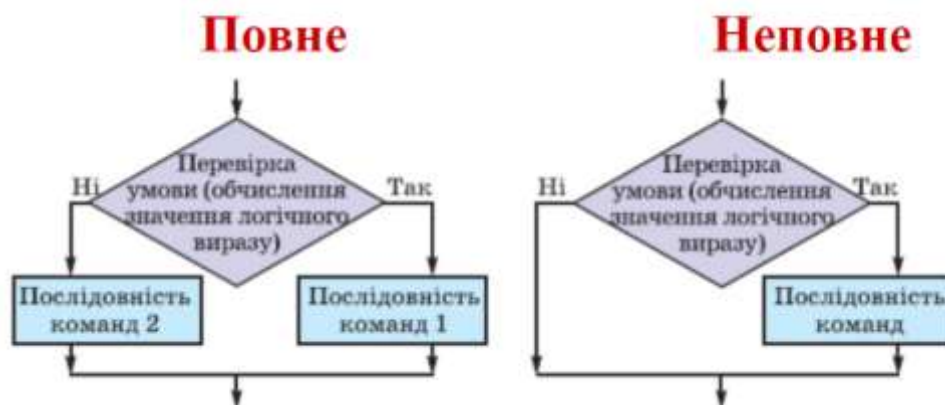 Повне
Перевірка
умови (обчислення
значення логічного
виразу)
Ні
Так
Послідовність
команд 2
Послідовність
команд 1
Неповне
Перевірка
умови (обчислення
значення логічного
виразу)
Ні
Так
Послідовність
команд